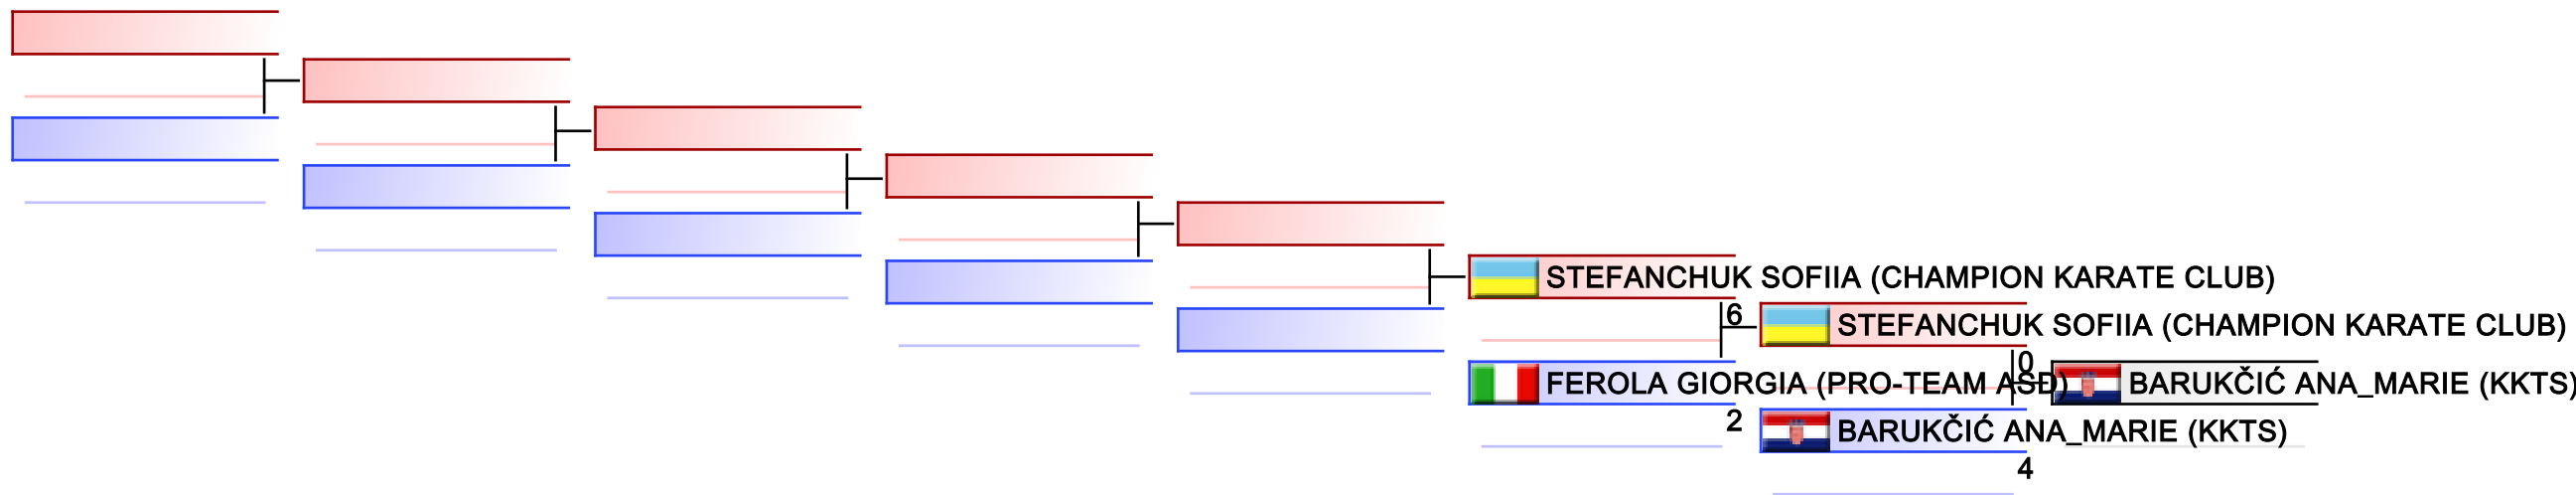 STEFANCHUK SOFIIA (CHAMPION KARATE CLUB)
6
STEFANCHUK SOFIIA (CHAMPION KARATE CLUB)
0
FEROLA GIORGIA (PRO-TEAM ASD)
BARUKČIĆ ANA_MARIE (KKTS)
2
BARUKČIĆ ANA_MARIE (KKTS)
4